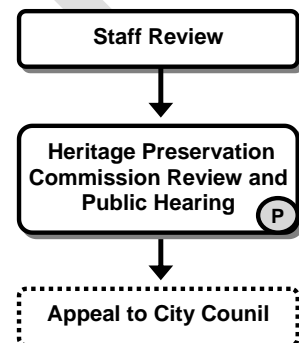 Staff Review
Heritage Preservation
Commission Review and
Public Hearing
P
Appeal to City Counil